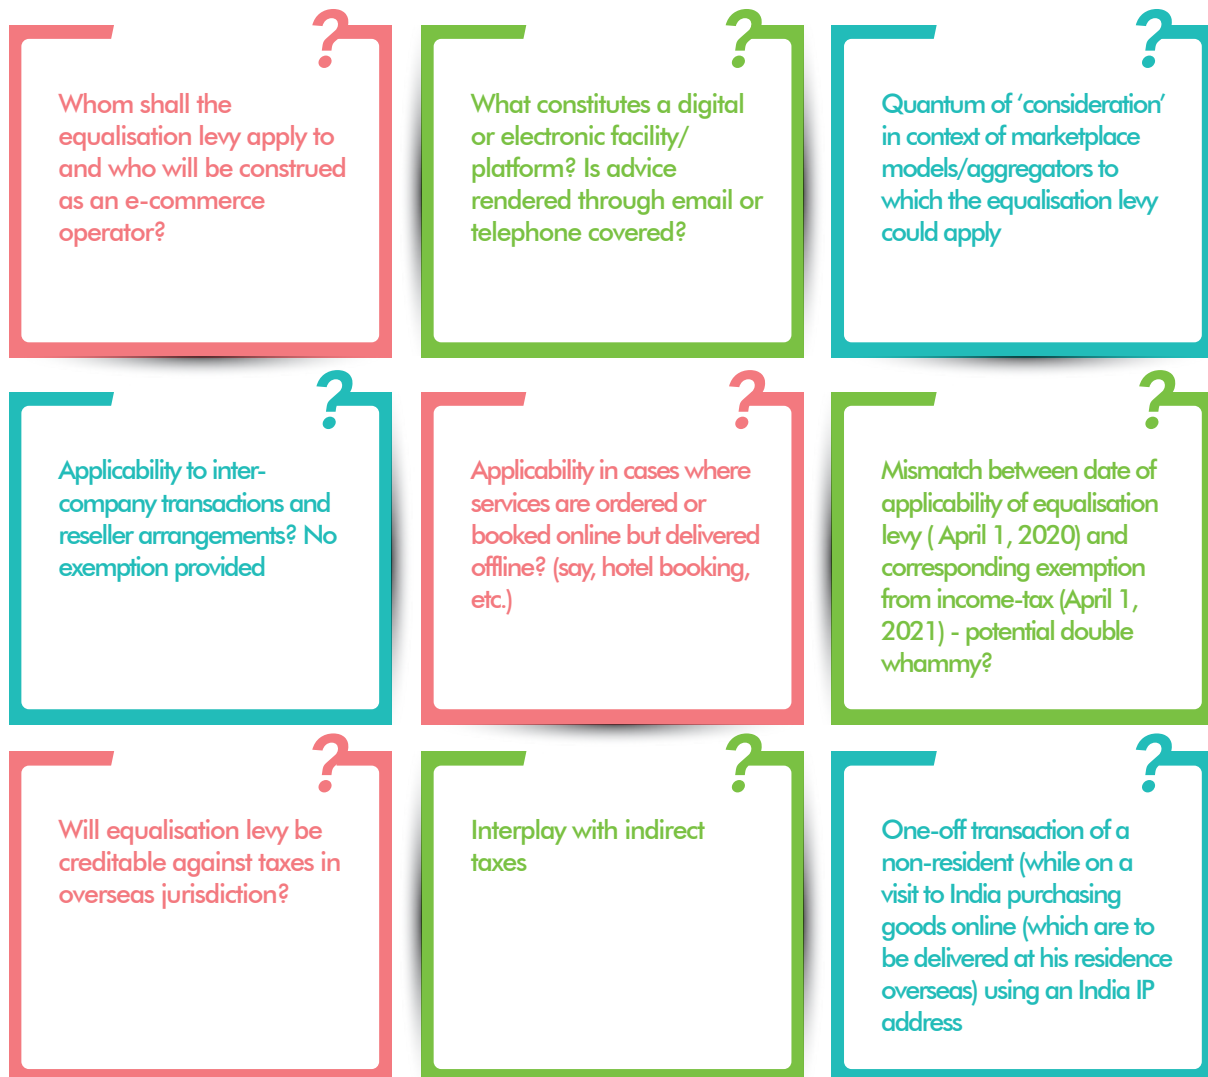 ?
Whom shall the
equalisation levy apply to
and who will be construed
as an e-commerce
operator?
?
What constitutes a digital
or electronic facility/
platform? Is advice
rendered through email or
telephone covered?
?
Quantum of ‘consideration’
in context of marketplace
models/aggregators to
which the equalisation levy
could apply
?
Applicability to inter-
company transactions and
reseller arrangements? No
exemption provided
?
Applicability in cases where
services are ordered or
booked online but delivered
offline? (say, hotel booking,
etc.)
?
Mismatch between date of
applicability of equalisation
levy ( April 1, 2020) and
corresponding exemption
from income-tax (April 1,
2021) - potential double
whammy?
?
Will equalisation levy be
creditable against taxes in
overseas jurisdiction?
?
Interplay with indirect
taxes
?
One-off transaction of a
non-resident (while on a
visit to India purchasing
goods online (which are to
be delivered at his residence
overseas) using an India IP
address